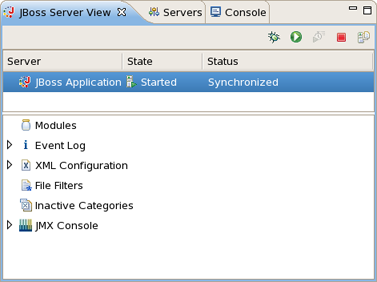 JBoss Server View Servers Console
Server State Status
JBoss Application Started Synchronized
Modules
Event Log
XML Configuration
File Filters
Inactive Categories
JMX Console